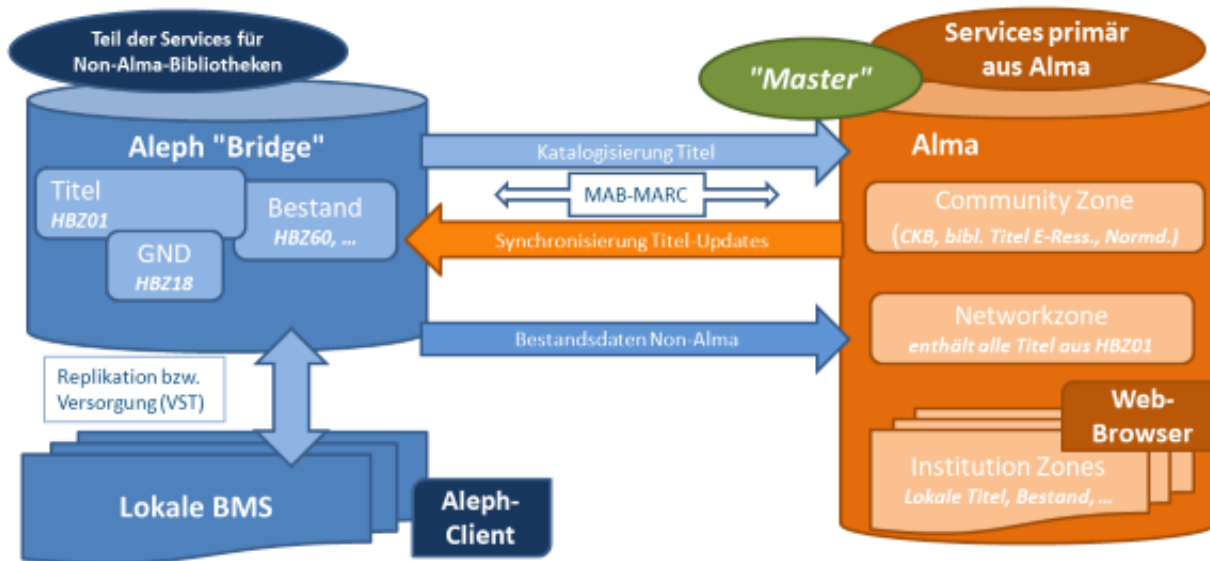 Teil der Services für
Non-Alma-Bibliotheken
"Master"
Services primär
aus Alma
Aleph "Bridge"
Titel
HBZ01
Bestand
HBZ60, ...
GND
HBZ18
Katalogisierung Titel
MAB-MARC
Synchronisierung Titel-Updates
Bestandsdaten Non-Alma
Alma
Community Zone
(CKB, bibl. Titel E-Ress., Normd.)
Networkzone
enthält alle Titel aus HBZ01
Replikation bzw.
Versorgung (VST)
Lokale BMS
Aleph-
Client
Web-
Browser
Institution Zones
Lokale Titel, Bestand, ...